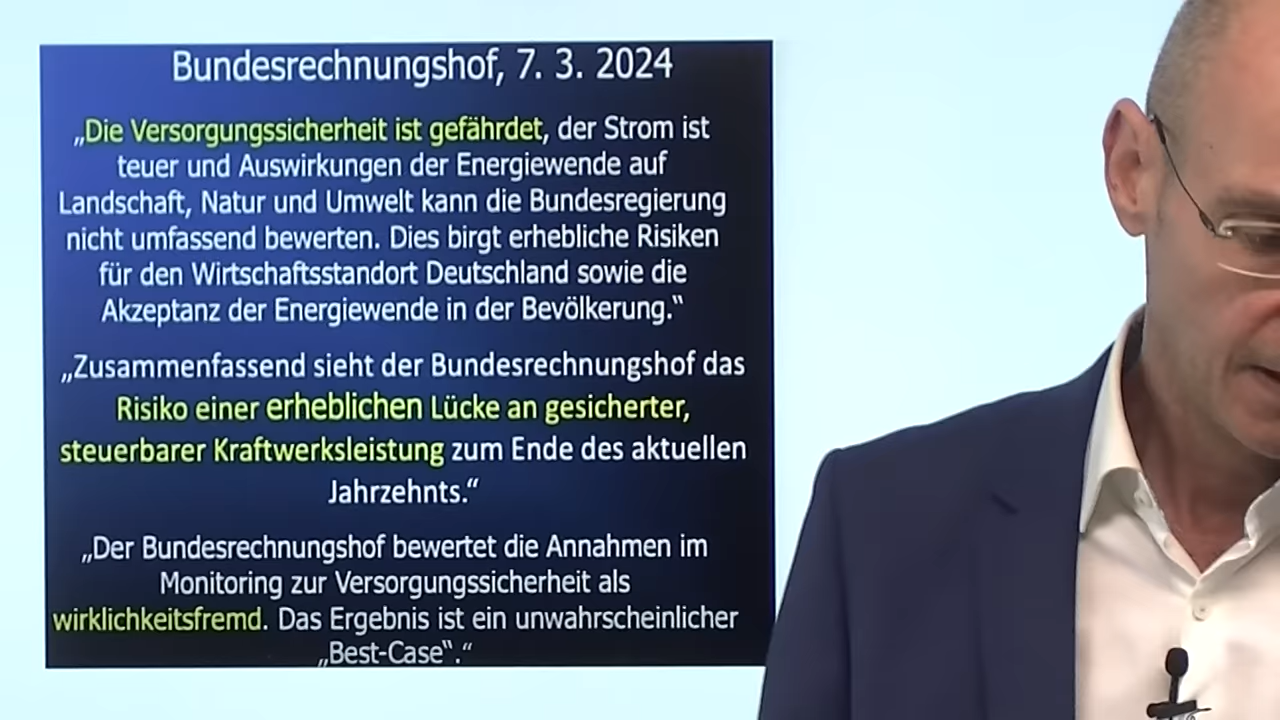 Bundesrechnungshof, 7. 3. 2024
„Die Versorgungssicherheit ist gefährdet, der Strom ist
teuer und Auswirkungen der Energiewende auf
Landschaft, Natur und Umwelt kann die Bundesregierung
nicht umfassend bewerten. Dies birgt erhebliche Risiken
für den Wirtschaftsstandort Deutschland sowie die
Akzeptanz der Energiewende in der Bevölkerung.“
„Zusammenfassend sieht der Bundesrechnungshof das
Risiko einer erheblichen Lücke an gesicherter,
steuerbarer Kraftwerksleistung zum Ende des aktuellen
Jahrzehnts.“
„Der Bundesrechnungshof bewertet die Annahmen im
Monitoring zur Versorgungssicherheit als
wirklichkeitsfremd. Das Ergebnis ist ein unwahrscheinlicher
„Best-Case“.“